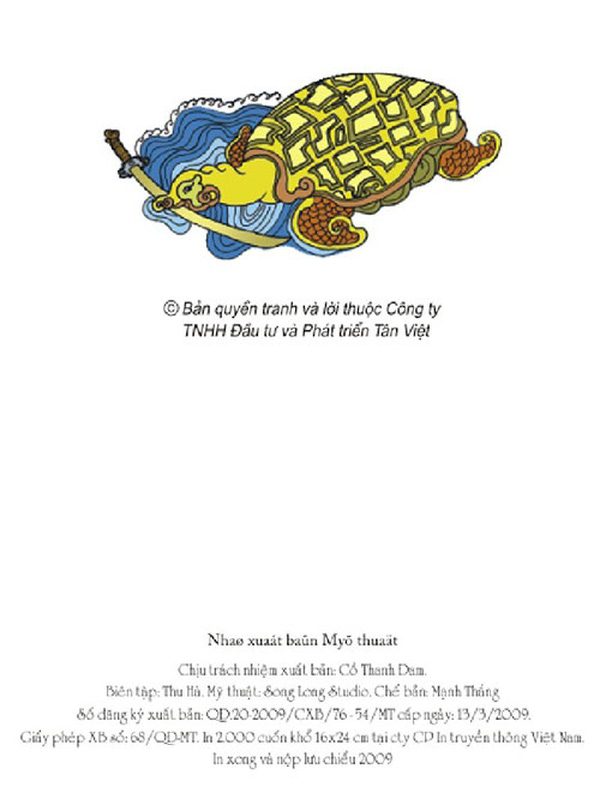 © Bản quyền tranh và lời thuộc Công ty
TNHH Đầu tư và Phát triển Tân Việt
Nhaø xuaát baûn Myõ thuaät
Chịu trách nhiệm xuất bản: Cồ Thanh Đam.
Biên tập: Thu Hà. Mỹ thuật: Song Long Studio. Chế bản: Mạnh Thắng
Số đăng ký xuất bản: QĐ.20-2009/CXB/76 - 54/MT cấp ngày: 13/3/2009.
Giấy phép XB số: 68/QĐ-MT. In 2.000 cuốn khổ 16x24 cm tại cty CP In truyền thông Việt Nam.
In xong và nộp lưu chiểu 2009